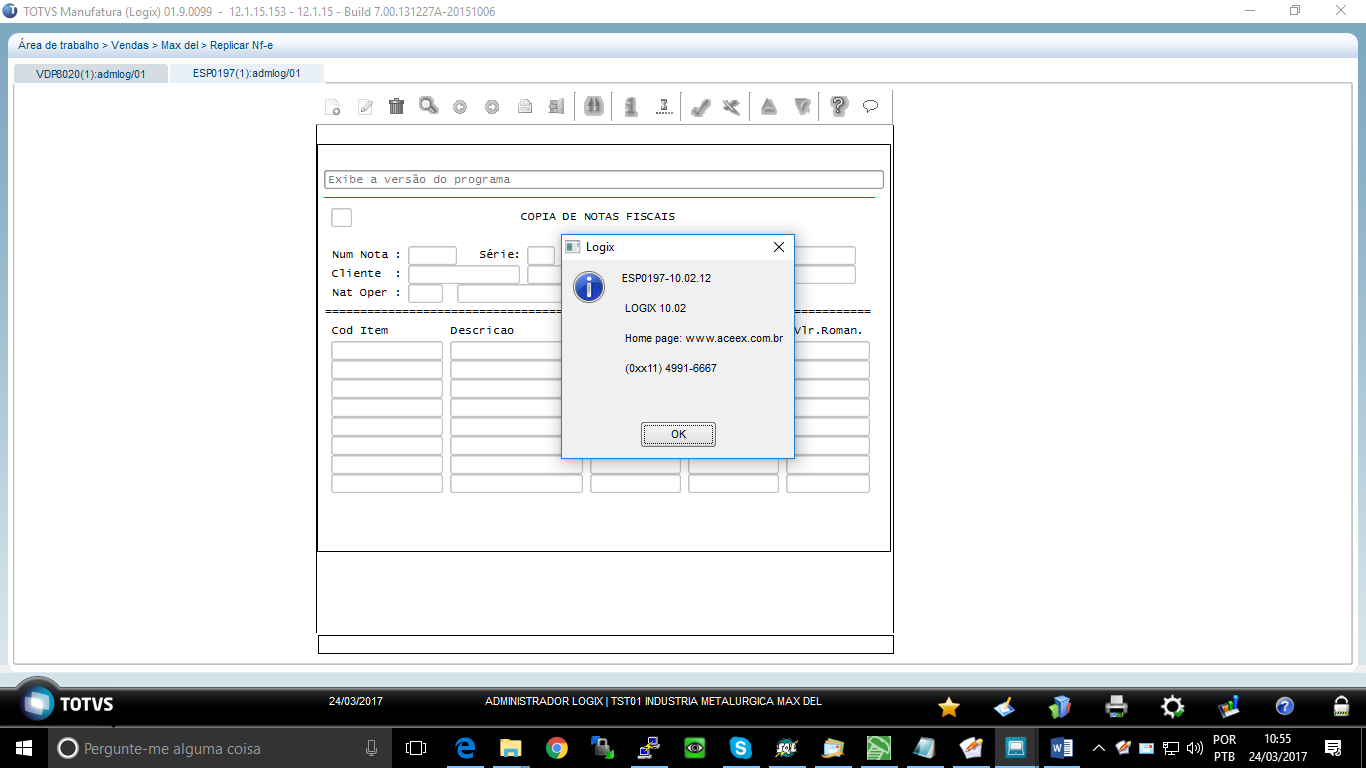 TOTVS Manufatura (Logix) 01.9.0099 - 12.1.15.153 - 12.1.15 - Build 7.00.131227A-20151006
Área de trabalho > Vendas > Max del > Replicar Nf-e
VDP8020(1):admlog/01
ESP0197(1):admlog/01
Exibe a versão do programa
COPIA DE NOTAS FISCAIS
Num Nota :
Série:
Cliente :
Nat Oper :
Cod Item
Descricao
Vlr.Roman.
Logix
ESP0197-10.02.12
LOGIX 10.02
Home page: www.aceex.com.br
(0xx11) 4991-6667
OK
TOTVS
24/03/2017
ADMINISTRADOR LOGIX | TST01 INDUSTRIA METALURGICA MAX DEL
Pergunte-me alguma coisa
POR
PTB
10:55
24/03/2017